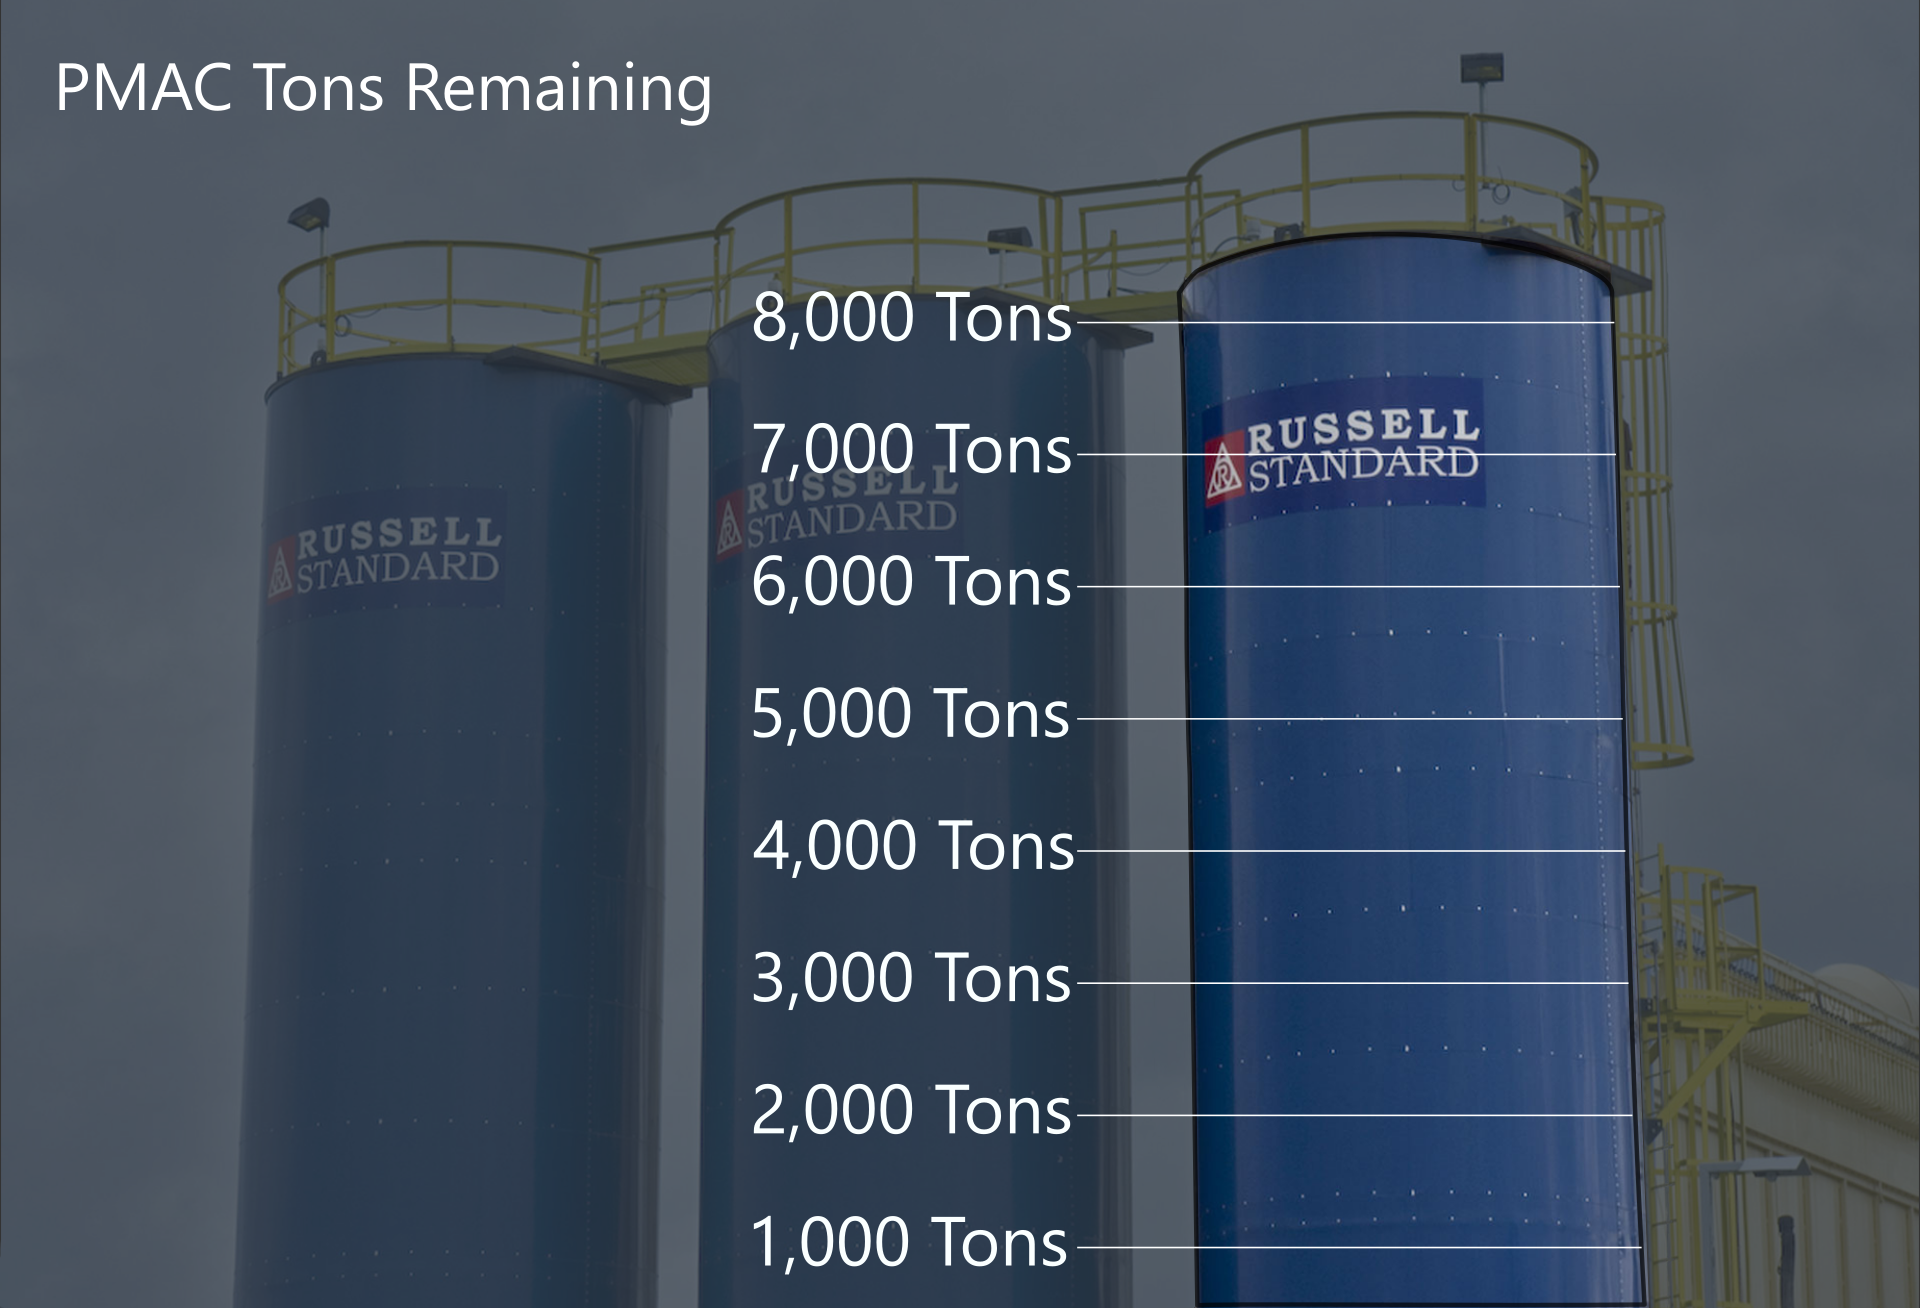 PMAC Tons Remaining
8,000 Tons
7,000 Tons
RUSSELL
STANDARD
RUSSELL
STANDARD
RUSSELL
STANDARD
6,000 Tons
5,000 Tons
4,000 Tons
3,000 Tons
2,000 Tons
1,000 Tons